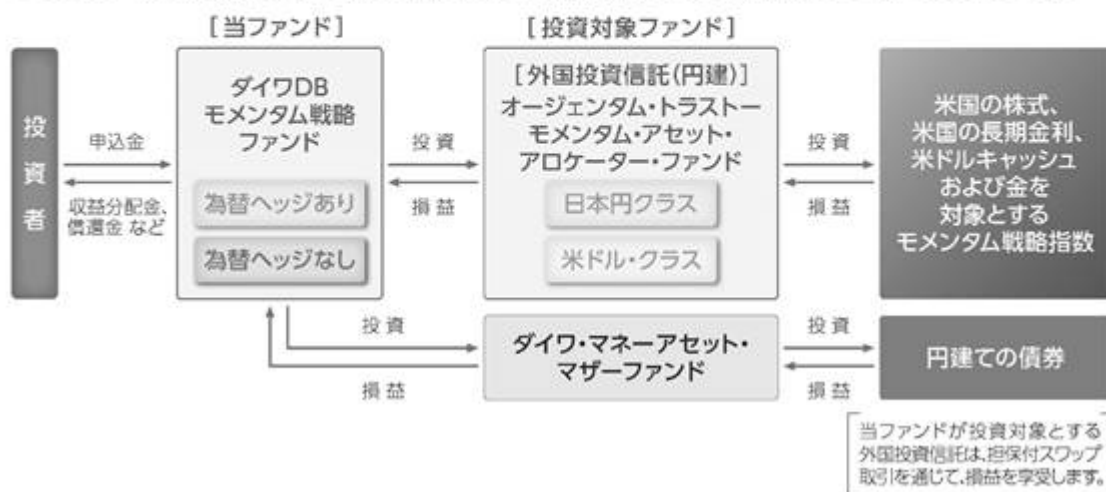 [当ファンド]
[投資対象ファンド]
投資者
申込金
収益分配金、
償還金 など
ダイワDB
モメンタム戦略
ファンド
為替ヘッジあり
為替ヘッジなし
投資
損益
[外国投資信託(円建)]
オージェンタム・トラストー
モメンタム・アセット・
アロケーター・ファンド
日本円クラス
米ドル・クラス
投資
損益
米国の株式、
米国の長期金利、
米ドルキャッシュ
および金を
対象とする
モメンタム戦略指数
投資
損益
ダイワ・マネーアセット・
マザーファンド
投資
損益
円建ての債券
当ファンドが投資対象とする
外国投資信託は、担保付スワップ
取引を通じて、損益を享受します。